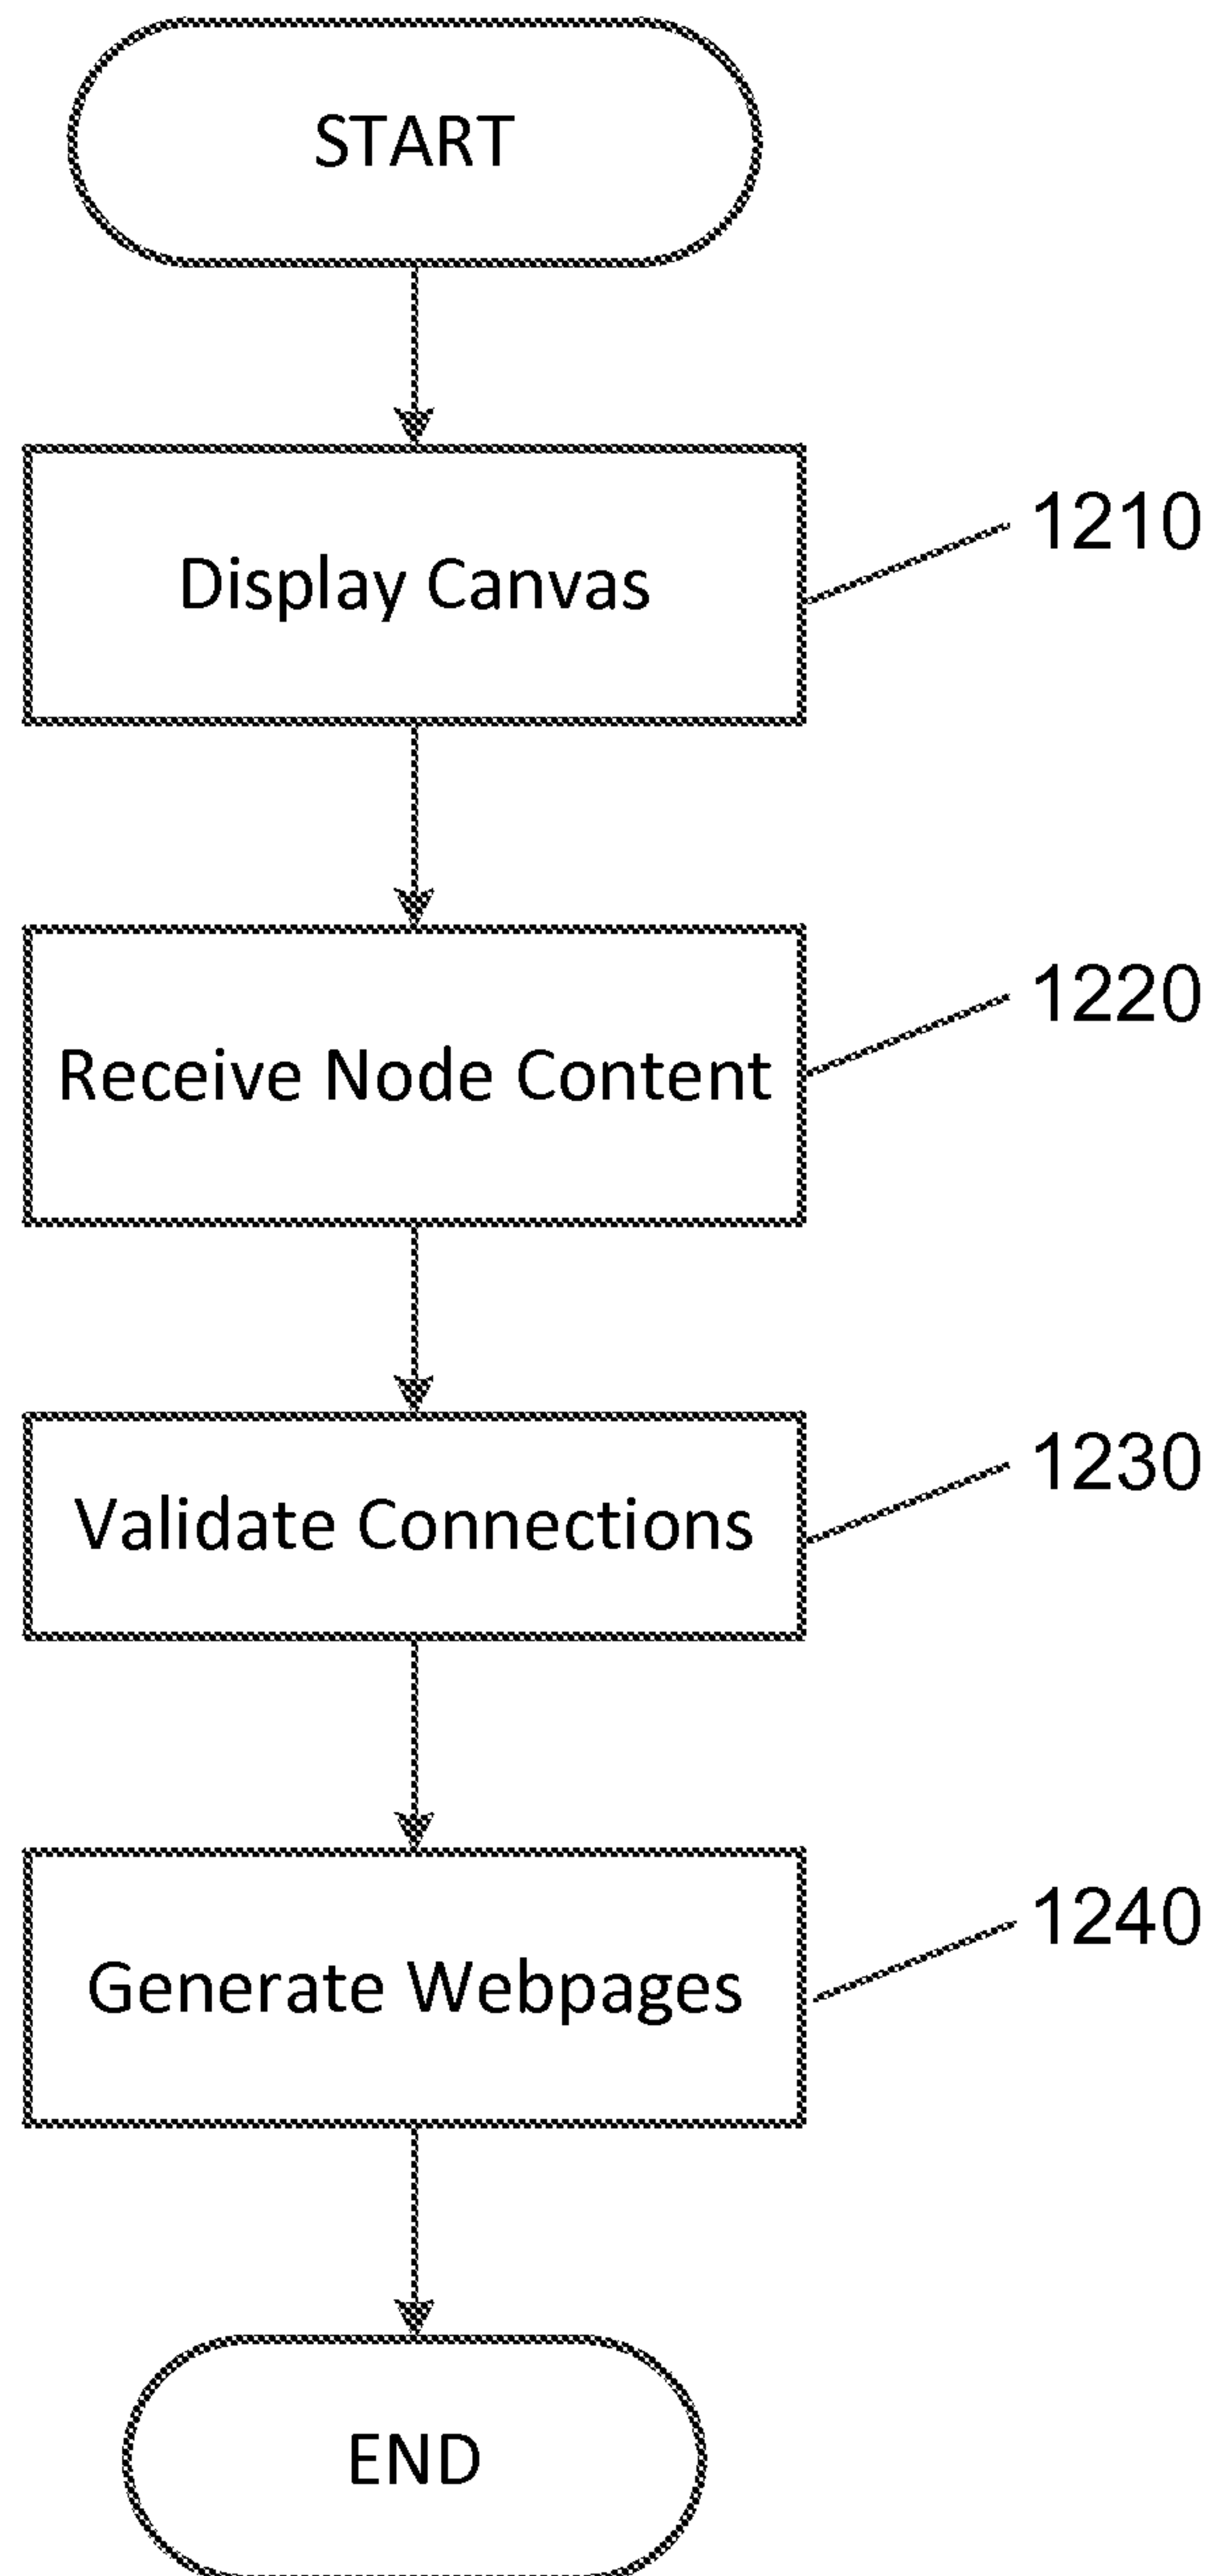 START
Display Canvas
1210
Receive Node Content
1220
Validate Connections
1230
Generate Webpages
1240
END